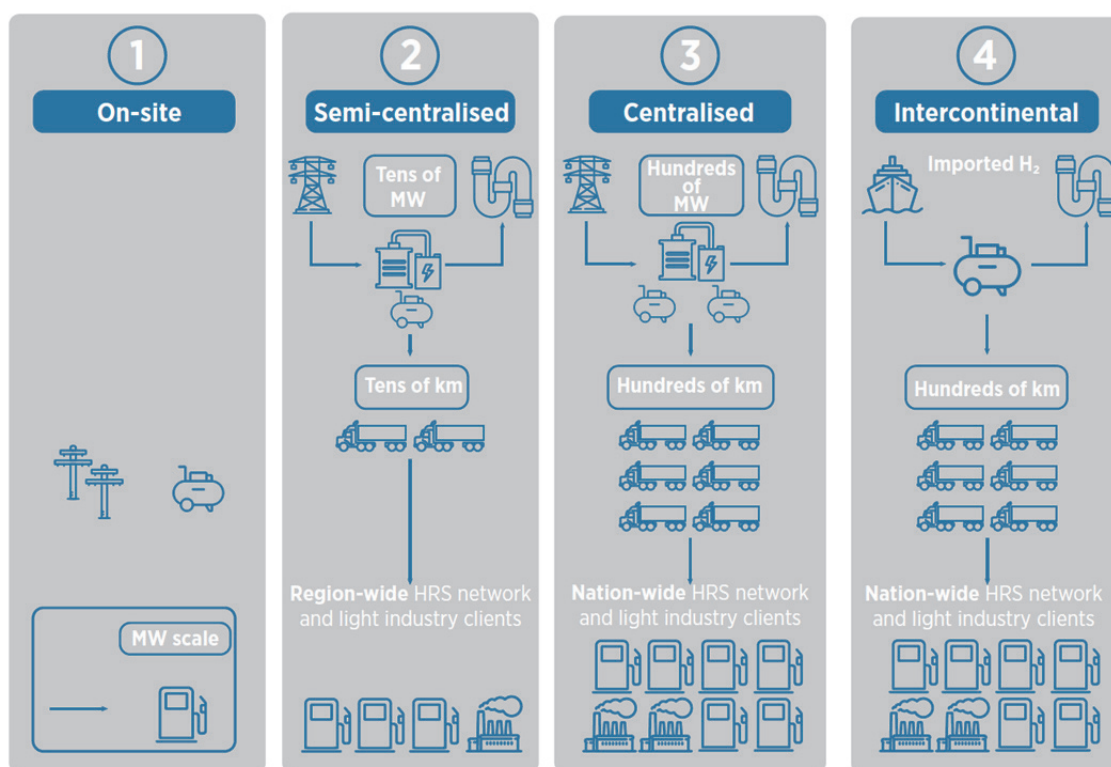 1
On-site
MW scale
2
Semi-centralised
Tens of
MW
Tens of km
Region-wide HRS network
and light industry clients
3
Centralised
Hundreds
of
MW
Hundreds of km
Nation-wide HRS network
and light industry clients
4
Intercontinental
Imported H₂
Hundreds of km
Nation-wide HRS network
and light industry clients